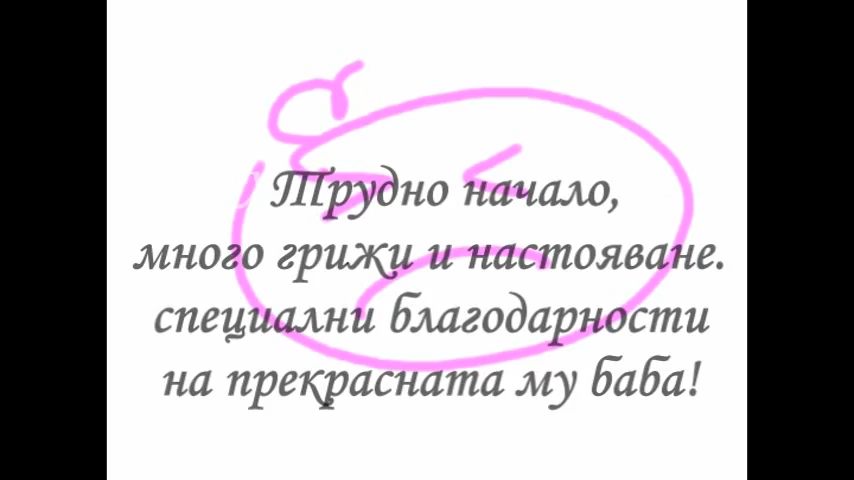 Трудно начало,
много грижи и настояване.
специални благодарности
на прекрасната му баба!